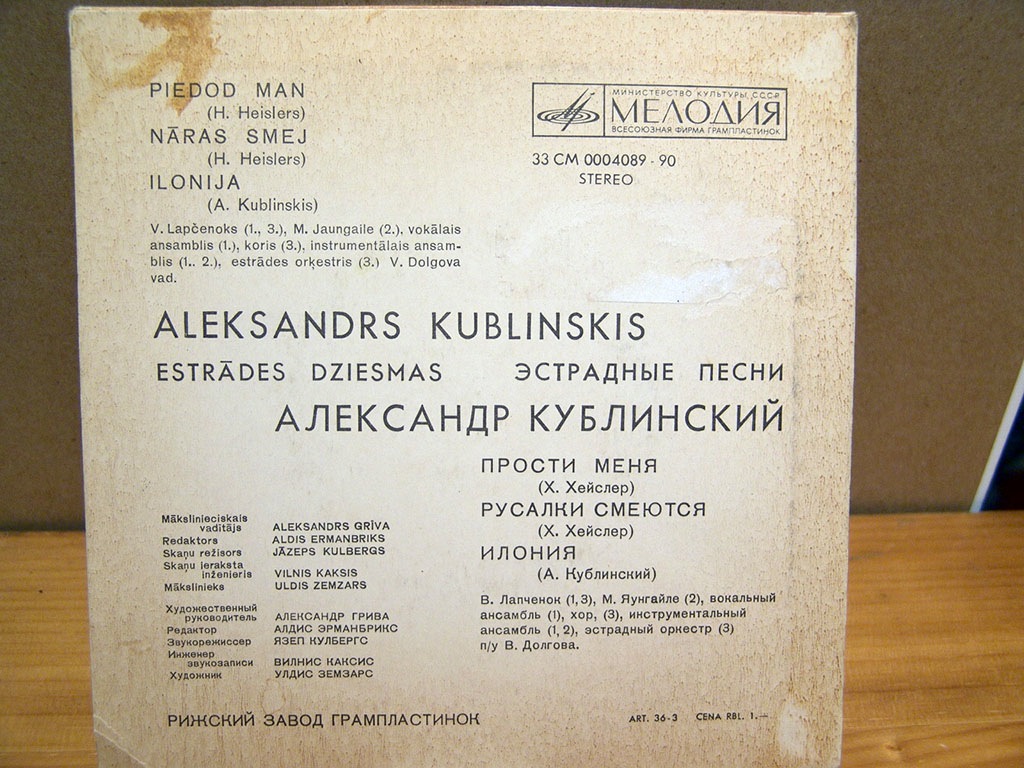 PIEDOD MAN
(H. Heislers)
NĀRAS SMEJ
(H. Heislers)
ILONIJA
(A. Kublinskis)
V. Lapčenoks (1., 3.), M. Jaungaile (2.), vokālais
ansamblis (1.), koris (3.), instrumentālais ansam-
blis (1.. 2.), estrādes orķestris (3.) V. Dolgova
vad.
МИНИСТЕРСТВО КУЛЬТУРЫ СССР
МЕЛОДИЯ
ВСЕСОЮЗНАЯ ФИРМА ГРАМПЛАСТИНОК
33 СМ 0004089 - 90
STEREO
ALEKSANDRS KUBLINSKIS
ESTRĀDES DZIESMAS ЭСТРАДНЫЕ ПЕСНИ
АЛЕКСАНДР КУБЛИНСКИЙ
ПРОСТИ МЕНЯ
(Х. Хейслер)
РУСАЛКИ СМЕЮТСЯ
(Х. Хейслер)
ИЛОНИЯ
(А. Кублинский)
В. Лапченок (1,3), М. Яунгайле (2), вокальный
ансамбль (1), хор, (3), инструментальный
ансамбль (1, 2), эстрадный оркестр (3)
п/у В. Долгова.
Mākslinieciskais
vadītājs ALEKSANDRS GRĪVA
Redaktors ALDIS ERMANBRIKS
Skaņu režisors JĀZEPS KULBERGS
Skaņu ieraksta
inženieris VILNIS KAKSIS
Mākslinieks ULDIS ZEMZARS
Художественный
руководитель АЛЕКСАНДР ГРИВА
Редактор АЛДИС ЭРМАНБРИКС
Звукорежиссер ЯЗЕП КУЛБЕРГС
Инженер
звукозаписи ВИЛНИС КАКСИС
Художник УЛДИС ЗЕМЗАРС
РИЖСКИЙ ЗАВОД ГРАМПЛАСТИНОК
ART. 36-3 CENA RBL. 1.—